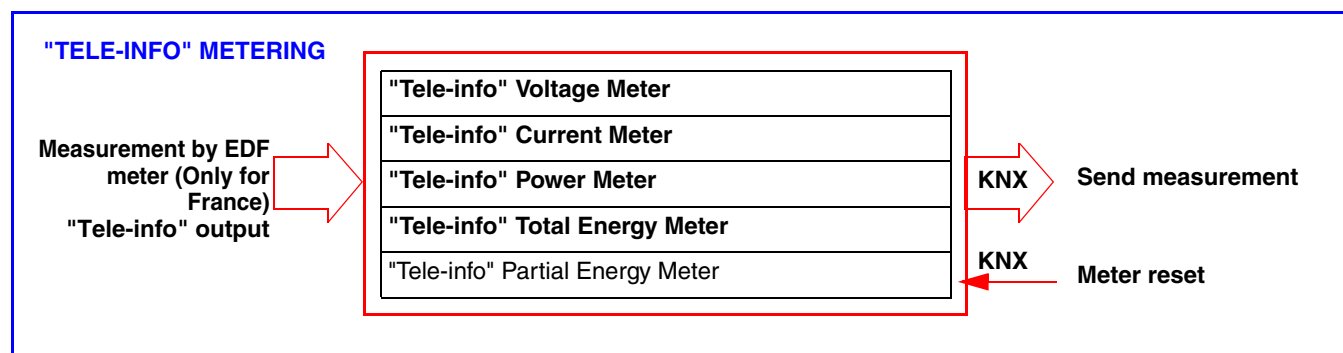 "TELE-INFO" METERING
Measurement by EDF
meter (Only for
France)
"Tele-info" output
"Tele-info" Voltage Meter
"Tele-info" Current Meter
"Tele-info" Power Meter
"Tele-info" Total Energy Meter
"Tele-info" Partial Energy Meter
KNX
Send measurement
KNX
Meter reset